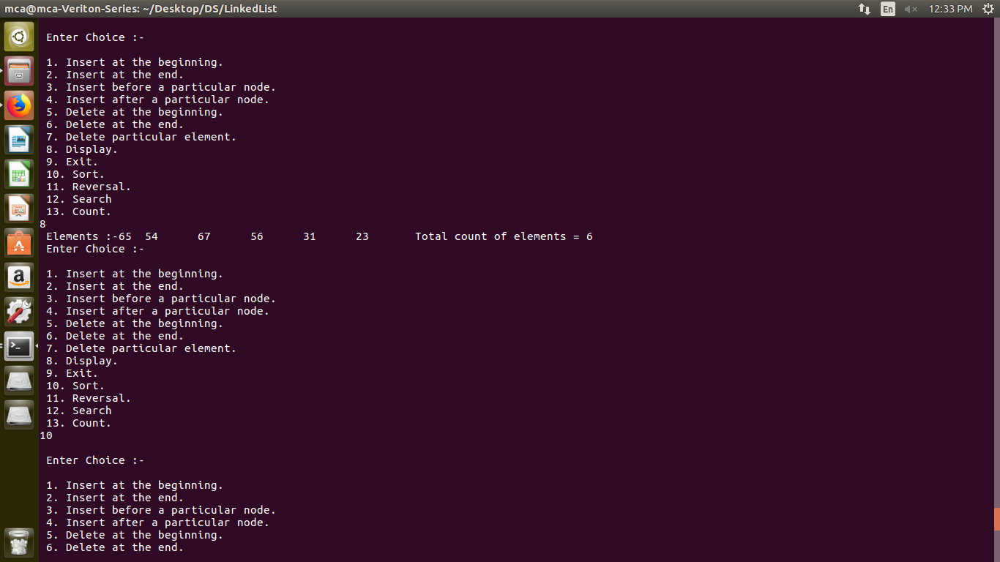 mca@mca-Veriton-Series: ~/Desktop/DS/LinkedList En 12:33 PM
Enter Choice :-
1. Insert at the beginning.
2. Insert at the end.
3. Insert before a particular node.
4. Insert after a particular node.
5. Delete at the beginning.
6. Delete at the end.
7. Delete particular element.
8. Display.
9. Exit.
10. Sort.
11. Reversal.
12. Search
13. Count.
8
Elements :-65 54 67 56 31 23 Total count of elements = 6
Enter Choice :-
1. Insert at the beginning.
2. Insert at the end.
3. Insert before a particular node.
4. Insert after a particular node.
5. Delete at the beginning.
6. Delete at the end.
7. Delete particular element.
8. Display.
9. Exit.
10. Sort.
11. Reversal.
12. Search
13. Count.
10
Enter Choice :-
1. Insert at the beginning.
2. Insert at the end.
3. Insert before a particular node.
4. Insert after a particular node.
5. Delete at the beginning.
6. Delete at the end.